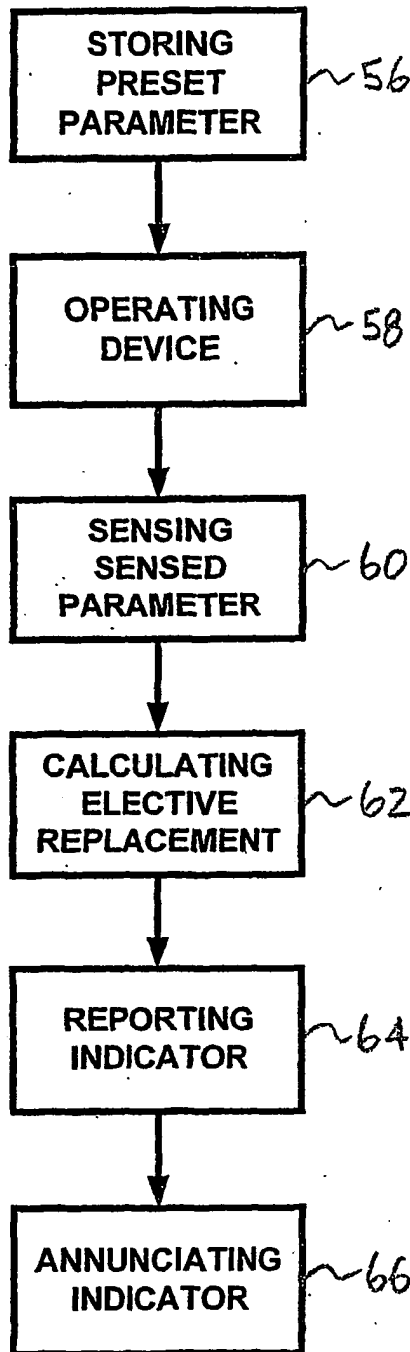 STORING
PRESET
PARAMETER
56
OPERATING
DEVICE
58
SENSING
SENSED
PARAMETER
60
CALCULATING
ELECTIVE
REPLACEMENT
62
REPORTING
INDICATOR
64
ANNUNCIATING
INDICATOR
66